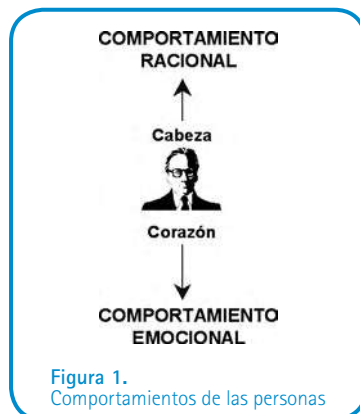 COMPORTAMIENTO
RACIONAL
Cabeza
Corazón
COMPORTAMIENTO
EMOCIONAL
Figura 1.
Comportamientos de las personas